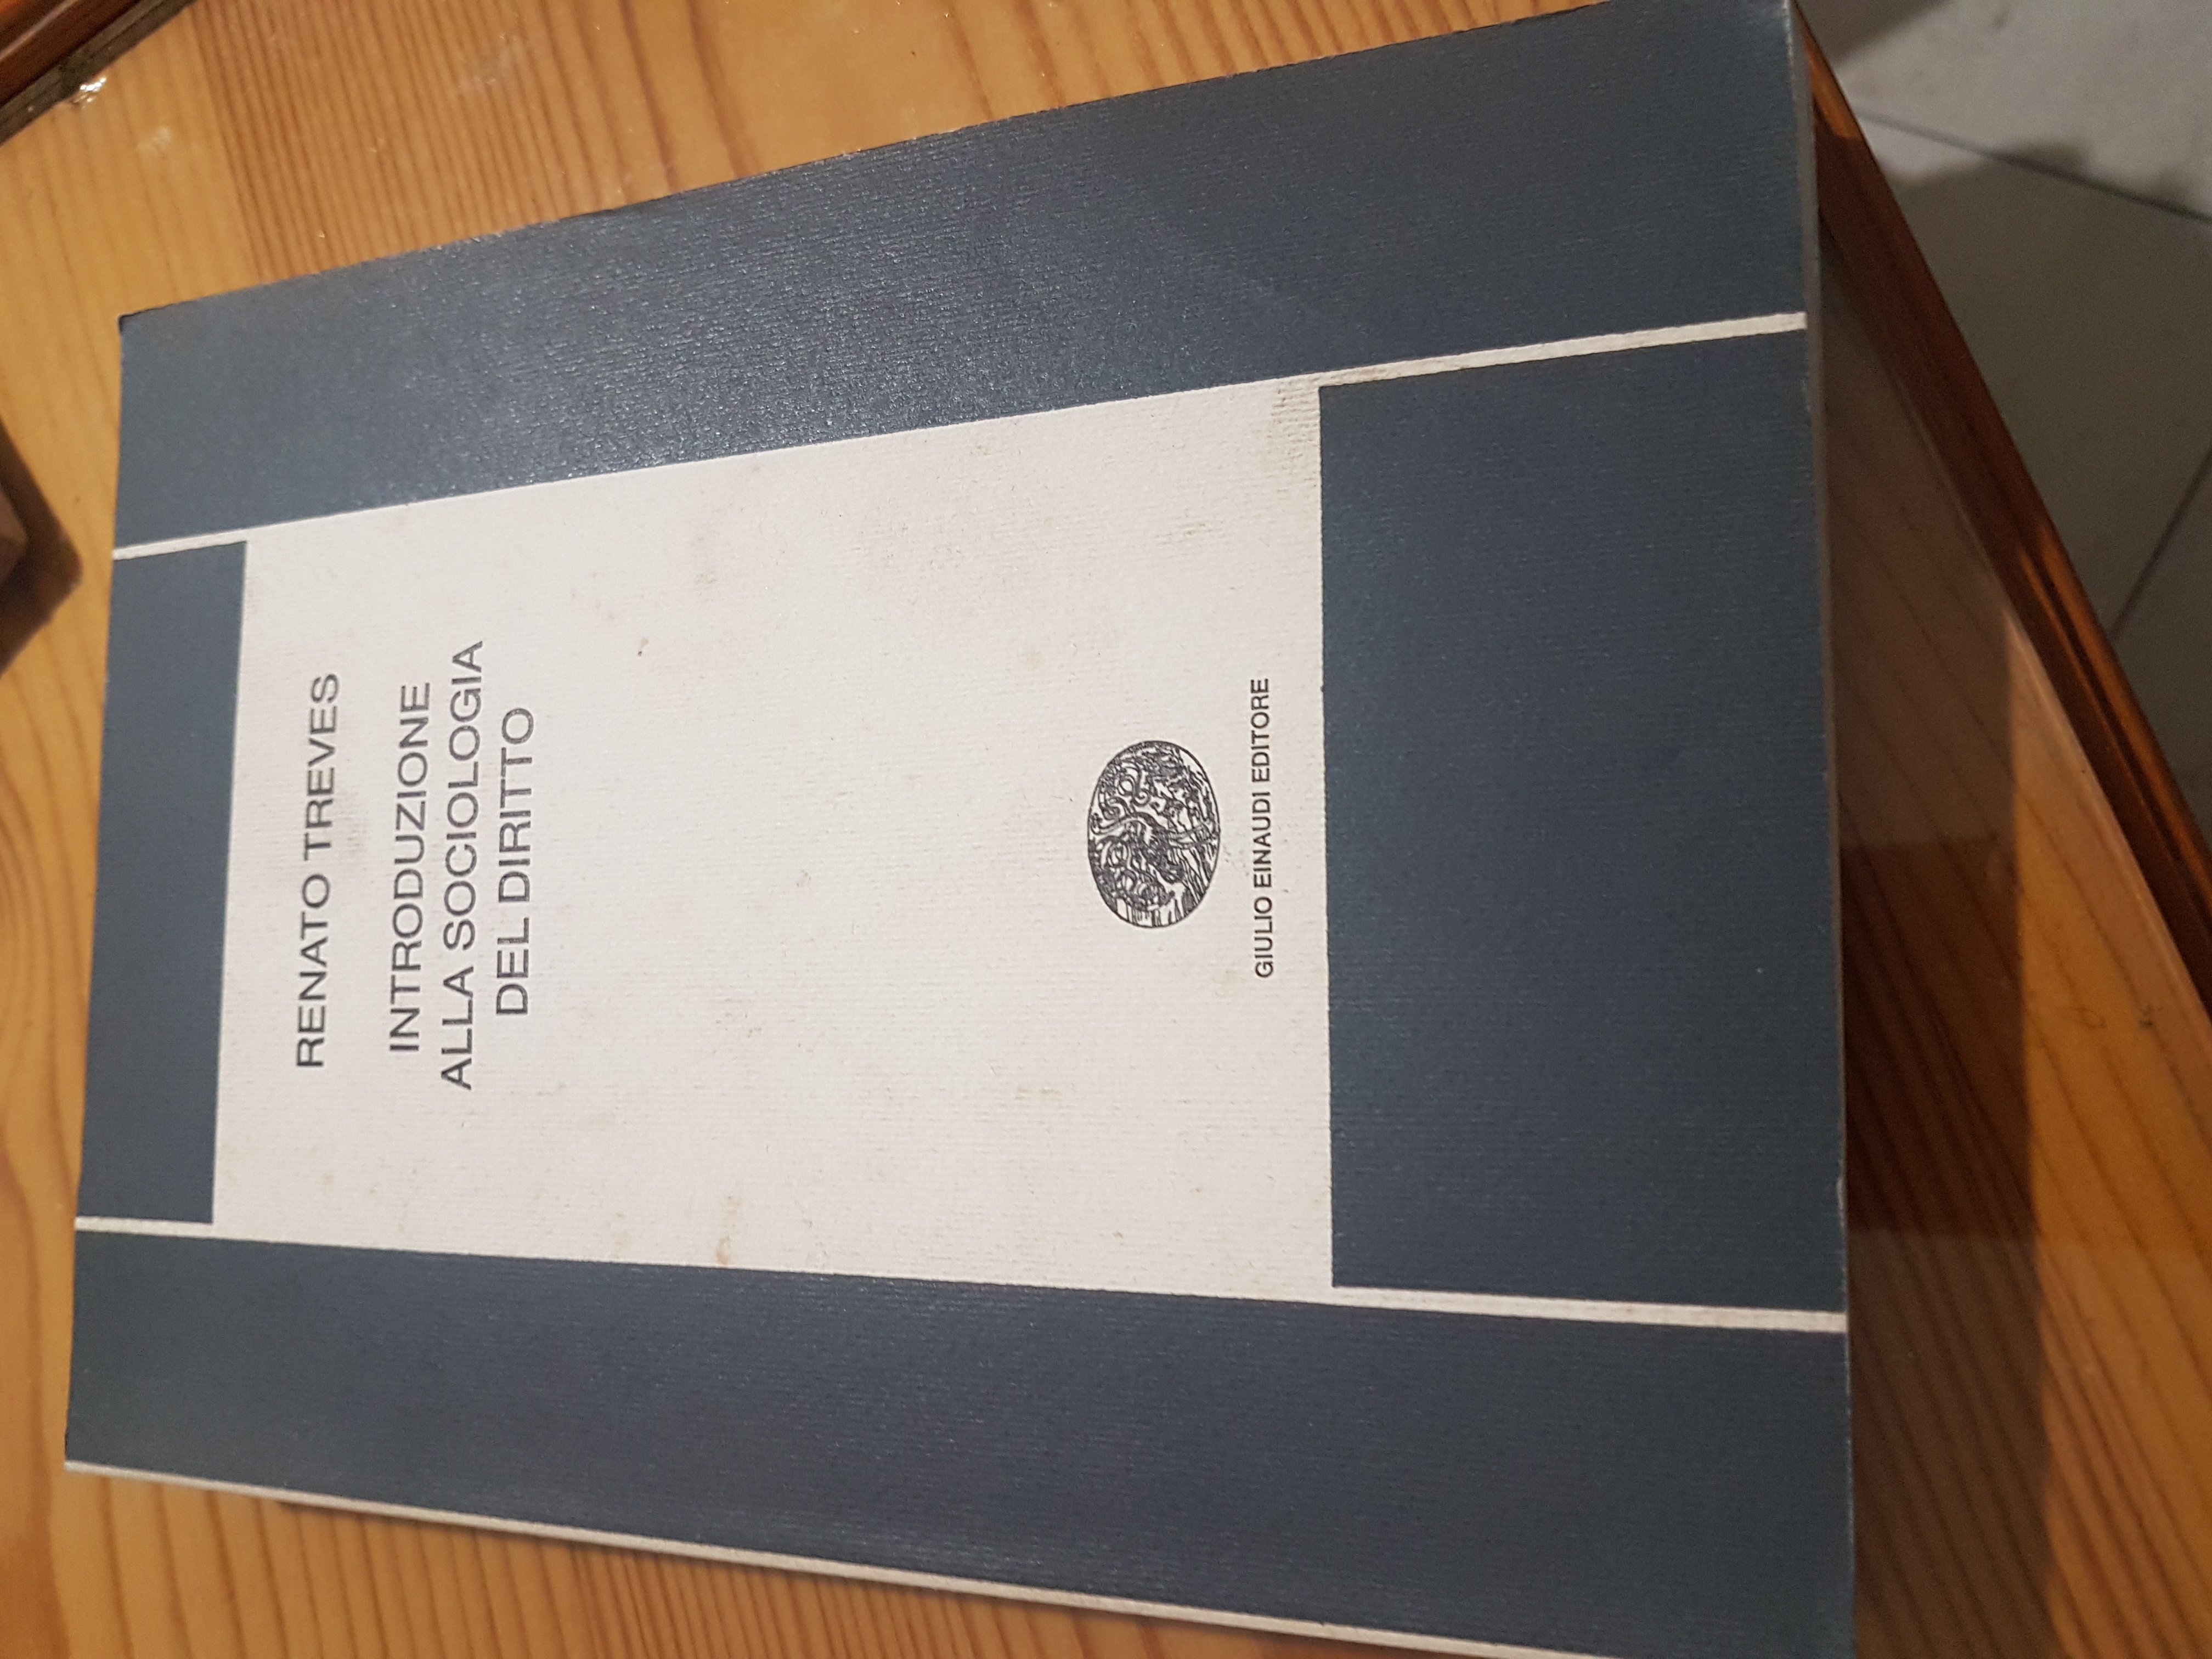 RENATO TREVES
INTRODUZIONE
ALLA SOCIOLOGIA
DEL DIRITTO
GIULIO EINAUDI EDITORE